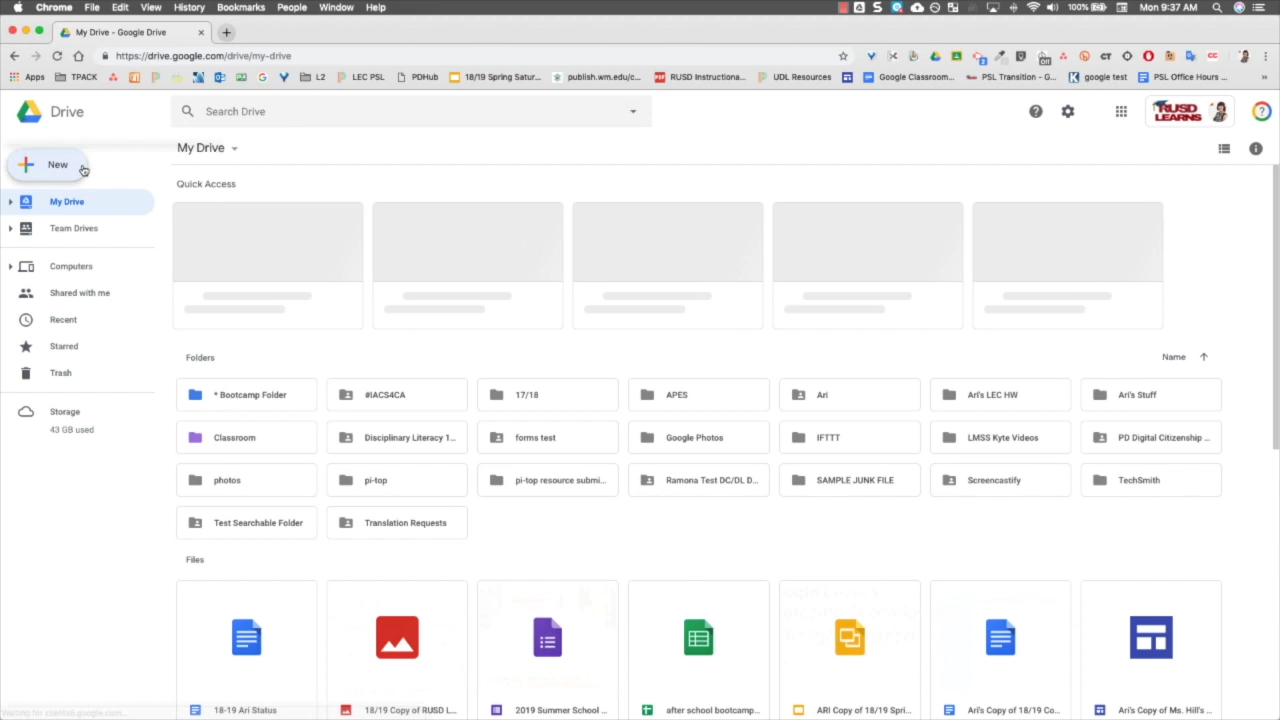 Chrome File Edit View History Bookmarks People Window Help 100% Mon 9:37 AM
My Drive - Google Drive
https://drive.google.com/drive/my-drive
Apps TPACK L2 LEC PSL PDHub 18/19 Spring Satur... publish.wm.edu/c... RUSD Instructiona... UDL Resources Google Classroom... PSL Transition - G... google test PSL Office Hours ...
Drive Search Drive RUSD LEARNS
New My Drive
Quick Access
My Drive
Team Drives
Computers
Shared with me
Recent
Starred
Trash
Storage
43 GB used
Folders Name
* Bootcamp Folder #IACS4CA 17/18 APES Ari Ari's LEC HW Ari's Stuff
Classroom Disciplinary Literacy 1... forms test Google Photos IFTTT LMSS Kyte Videos PD Digital Citizenship ...
photos pi-top pi-top resource submi... Ramona Test DC/DL D... SAMPLE JUNK FILE Screencastify TechSmith
Test Searchable Folder Translation Requests
Files
18-19 Ari Status 18/19 Copy of RUSD L... 2019 Summer School ... after school bootcamp... ARI Copy of 18/19 Spri... Ari's Copy of 18/19 Co... Ari's Copy of Ms. Hill's ...